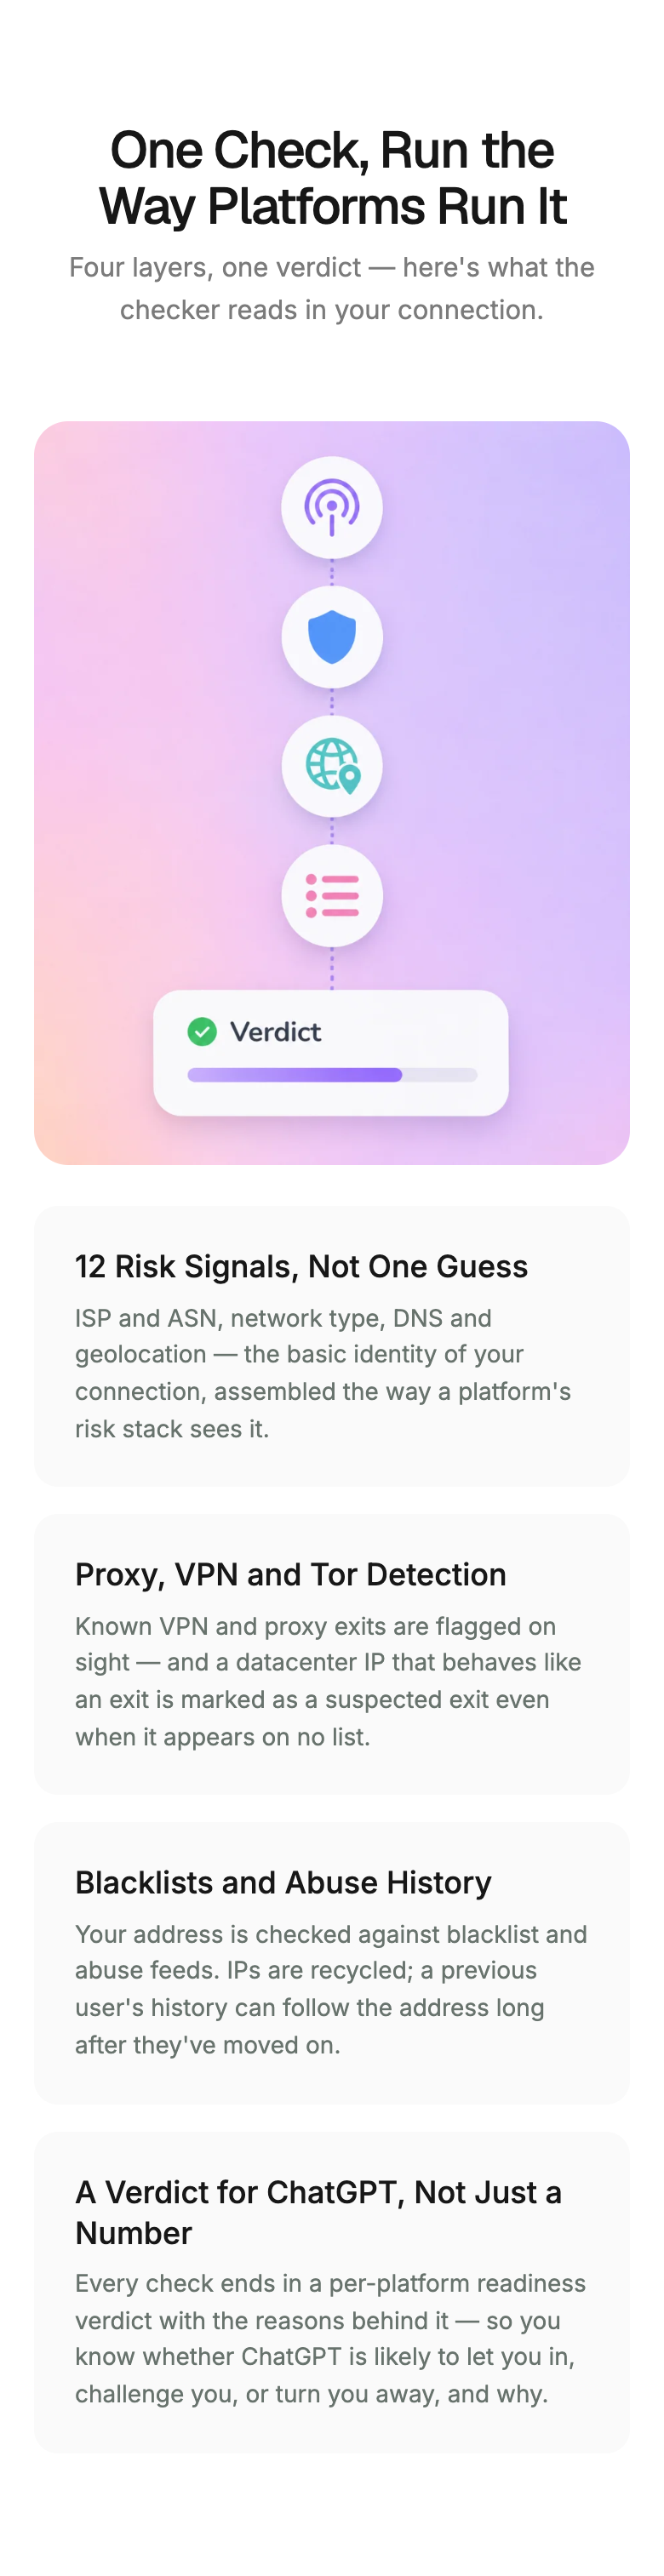 One Check, Run the
Way Platforms Run It
Four layers, one verdict — here's what the
checker reads in your connection.
Verdict
12 Risk Signals, Not One Guess
ISP and ASN, network type, DNS and
geolocation — the basic identity of your
connection, assembled the way a platform's
risk stack sees it.
Proxy, VPN and Tor Detection
Known VPN and proxy exits are flagged on
sight — and a datacenter IP that behaves like
an exit is marked as a suspected exit even
when it appears on no list.
Blacklists and Abuse History
Your address is checked against blacklist and
abuse feeds. IPs are recycled; a previous
user's history can follow the address long
after they've moved on.
A Verdict for ChatGPT, Not Just a
Number
Every check ends in a per-platform readiness
verdict with the reasons behind it — so you
know whether ChatGPT is likely to let you in,
challenge you, or turn you away, and why.